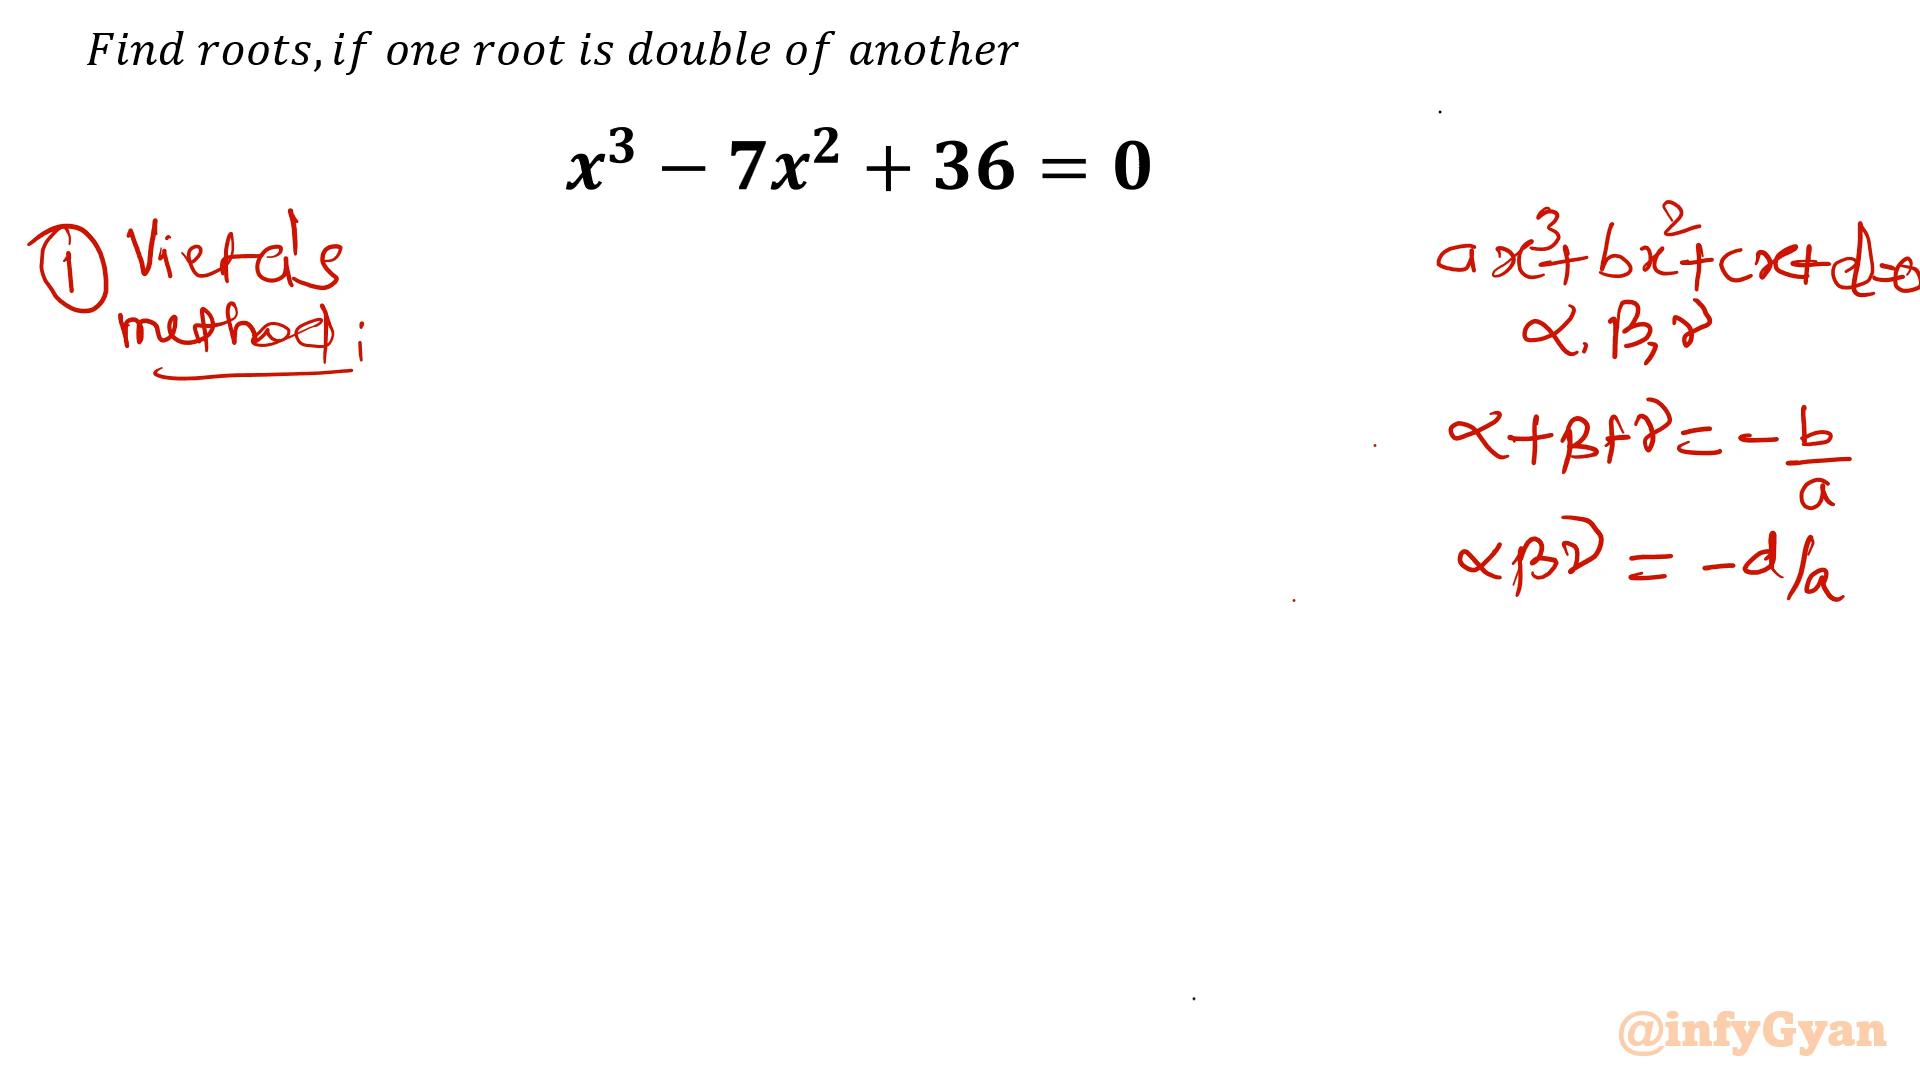 Find roots, if one root is double of another
x³ − 7x² + 36 = 0
① Vieta's
method:
ax³ + bx² + cx + d = 0
α, β, γ
α + β + γ = − b/a
αβγ = − d/a
@infyGyan